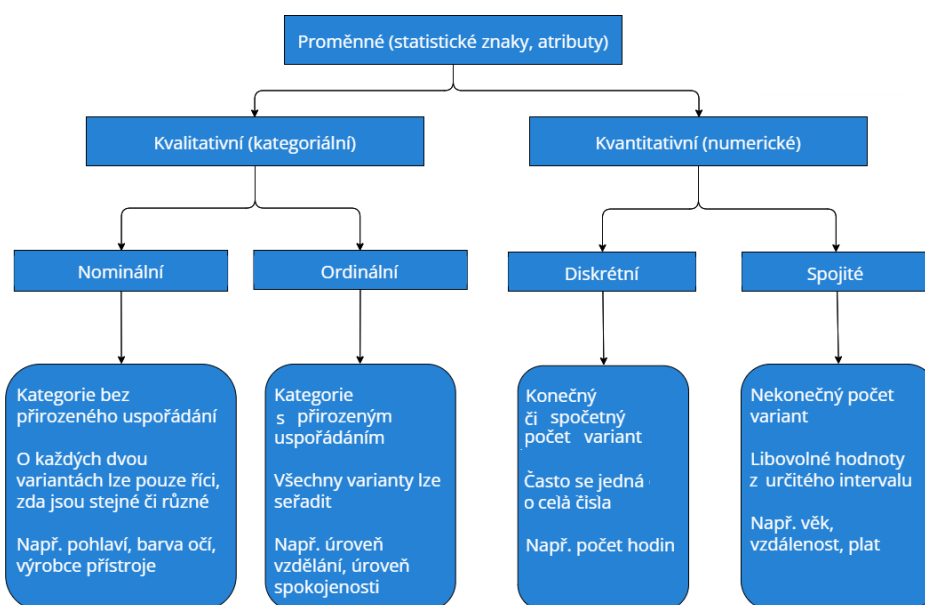 Proměnné (statistické znaky, atributy)
Kvalitativní (kategoriální)
Kvantitativní (numerické)
Nominální
Ordinální
Diskrétní
Spojité
Kategorie bez
přirozeného uspořádání
O každých dvou
variantách lze pouze říci,
zda jsou stejné či různé
Např. pohlaví, barva očí,
výrobce přístroje
Kategorie
s přirozeným
uspořádáním
Všechny varianty lze
seřadit
Např. úroveň
vzdělání, úroveň
spokojenosti
Konečný
či spočetný
počet variant
Často se jedná
o celá čísla
Např. počet hodin
Nekonečný počet
variant
Libovolné hodnoty
z určitého intervalu
Např. věk,
vzdálenost, plat